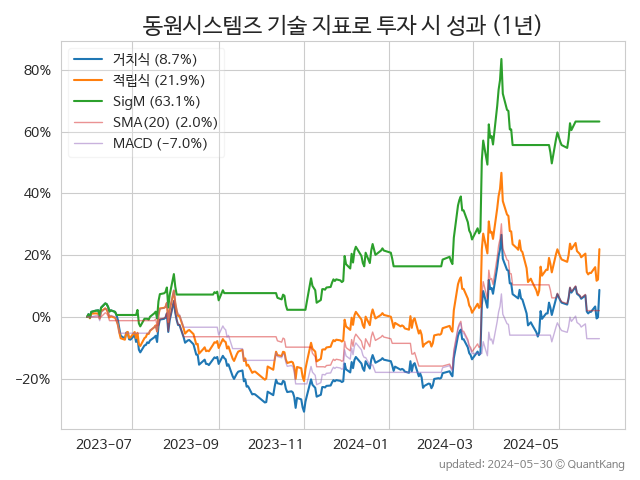 동원시스템즈 기술 지표로 투자 시 성과 (1년)
거치식 (8.7%)
적립식 (21.9%)
SigM (63.1%)
SMA(20) (2.0%)
MACD (−7.0%)
80%
60%
40%
20%
0%
−20%
2023-07
2023-09
2023-11
2024-01
2024-03
2024-05
updated: 2024-05-30 © QuantKang